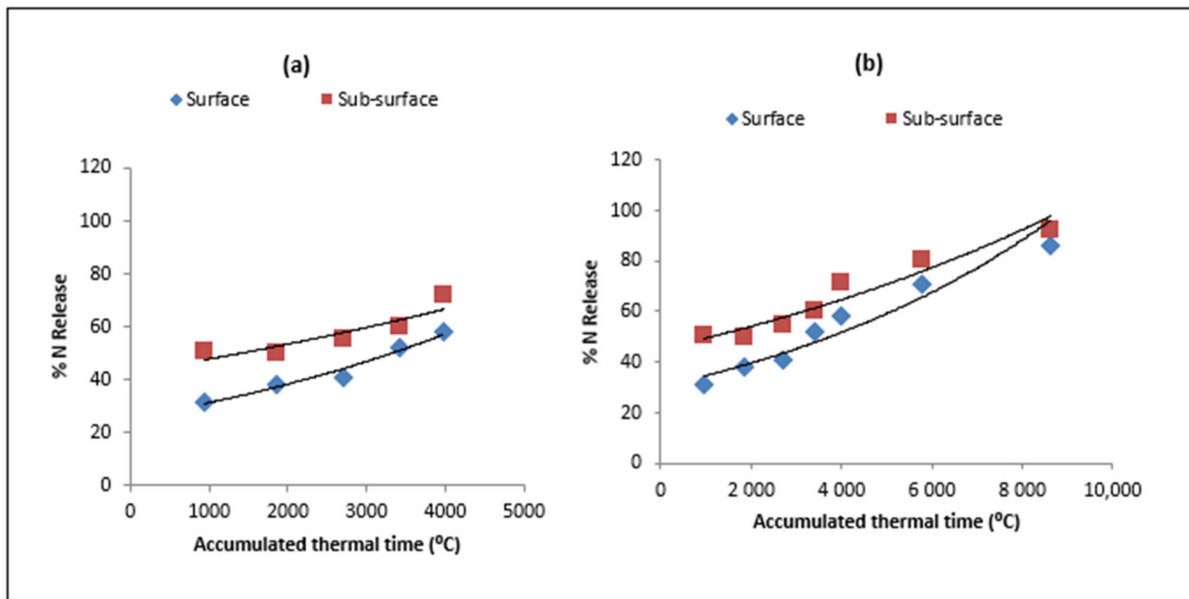 (a)
Surface Sub-surface
120
100
80
60
40
20
0
% N Release
0 1000 2000 3000 4000 5000
Accumulated thermal time (⁰C)
(b)
Surface Sub-surface
120
100
80
60
40
20
0
% N Release
0 2 000 4 000 6 000 8 000 10,000
Accumulated thermal time (⁰C)